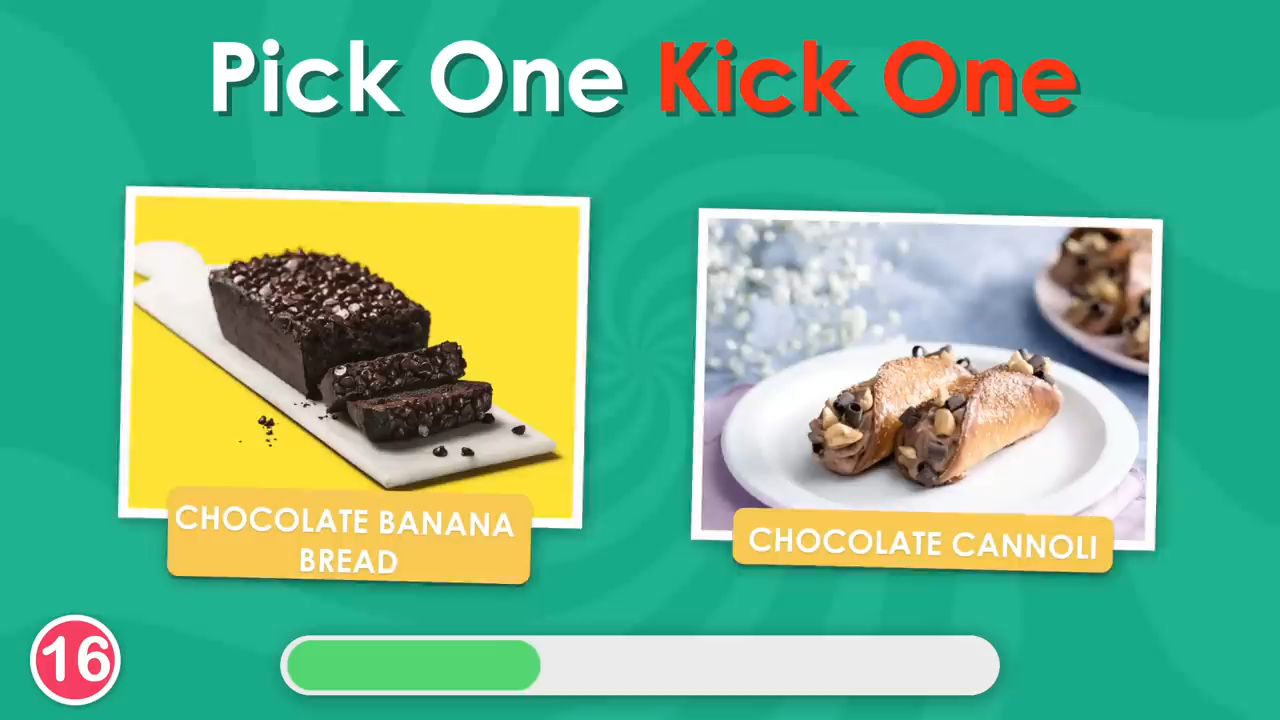 Pick One Kick One
CHOCOLATE BANANA
BREAD
CHOCOLATE CANNOLI
16